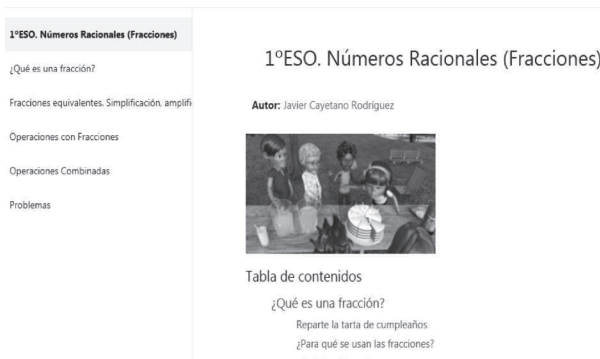 1ºESO. Números Racionales (Fracciones)
¿Qué es una fracción?
Fracciones equivalentes. Simplificación, amplifi
Operaciones con Fracciones
Operaciones Combinadas
Problemas
1ºESO. Números Racionales (Fracciones)
Autor: Javier Cayetano Rodríguez
Tabla de contenidos
¿Qué es una fracción?
Reparte la tarta de cumpleaños
¿Para qué se usan las fracciones?